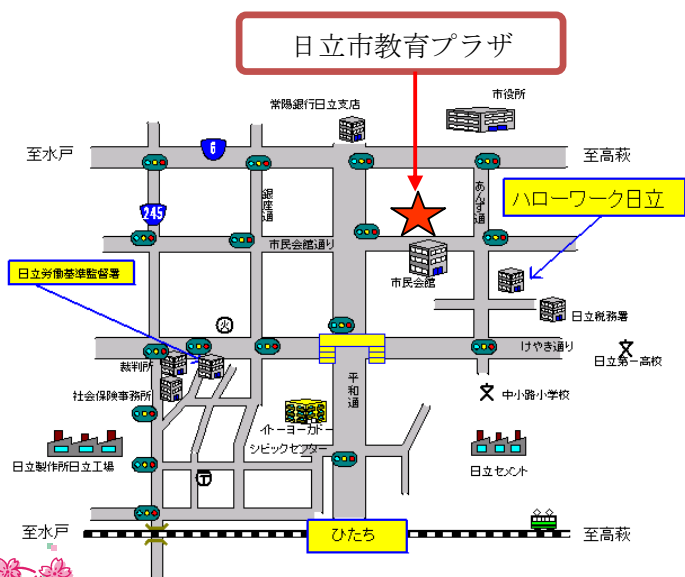 日立市教育プラザ
市役所
常陽銀行日立支店
至水戸
6
至高萩
銀座通
あんず通
ハローワーク日立
245
市民会館通り
市民会館
日立労働基準監督署
日立税務署
火
けやき通り
裁判所
日立第一高校
社会保険事務所
平和通
中小路小学校
イトーヨーカドー
シビックセンター
日立製作所日立工場
日立セメント
至水戸
ひたち
至高萩